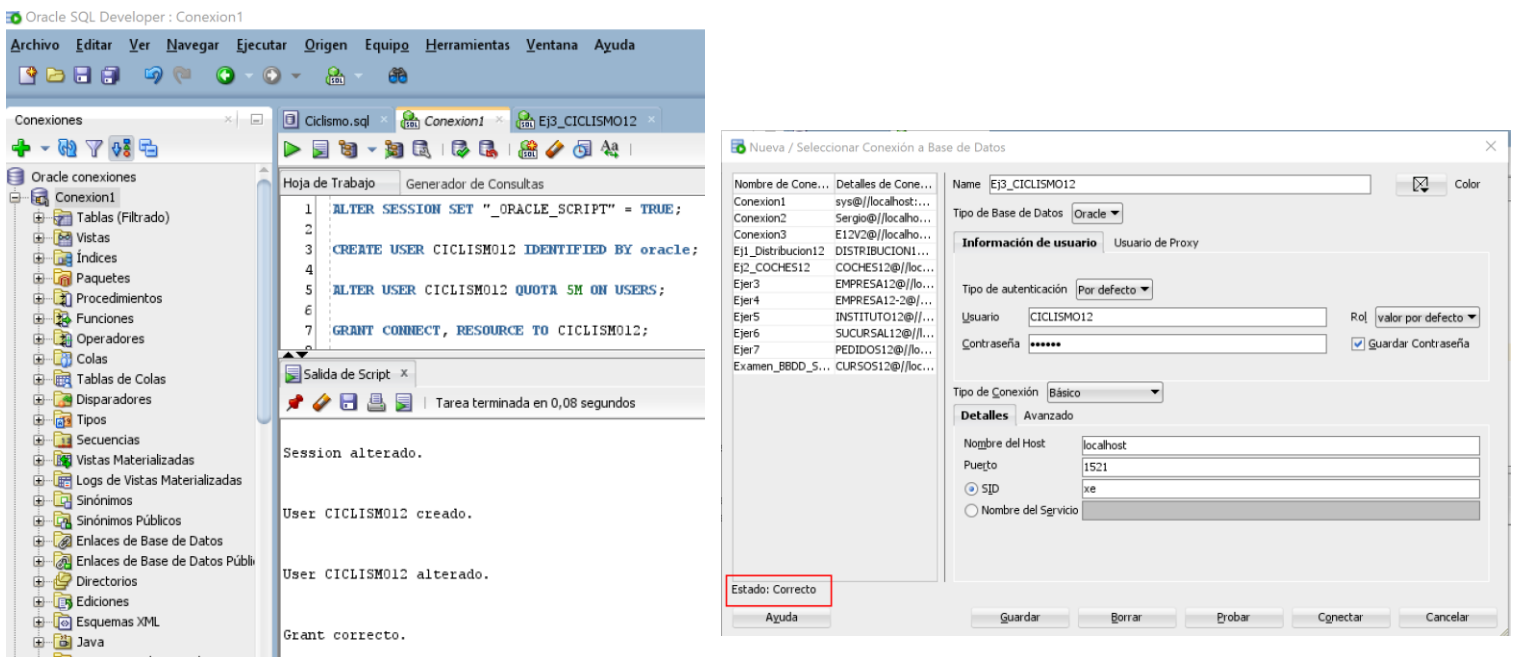 Oracle SQL Developer : Conexion1
Archivo Editar Ver Navegar Ejecutar Origen Equipo Herramientas Ventana Ayuda
Conexiones
Oracle conexiones
Conexion1
Tablas (Filtrado)
Vistas
Índices
Paquetes
Procedimientos
Funciones
Operadores
Colas
Tablas de Colas
Disparadores
Tipos
Secuencias
Vistas Materializadas
Logs de Vistas Materializadas
Sinónimos
Sinónimos Públicos
Enlaces de Base de Datos
Enlaces de Base de Datos Públi
Directorios
Ediciones
Esquemas XML
Java
Ciclismo.sql Conexion1 Ej3_CICLISMO12
Hoja de Trabajo Generador de Consultas
1 ALTER SESSION SET "_ORACLE_SCRIPT" = TRUE;
2
3 CREATE USER CICLISMO12 IDENTIFIED BY oracle;
4
5 ALTER USER CICLISMO12 QUOTA 5M ON USERS;
6
7 GRANT CONNECT, RESOURCE TO CICLISMO12;
Salida de Script
Tarea terminada en 0,08 segundos
Session alterado.
User CICLISMO12 creado.
User CICLISMO12 alterado.
Grant correcto.
Nueva / Seleccionar Conexión a Base de Datos
Nombre de Cone... Detalles de Cone...
Conexion1 sys@//localhost:...
Conexion2 Sergio@//localho...
Conexion3 E12V2@//localho...
Ej1_Distribucion12 DISTRIBUCION1...
Ej2_COCHES12 COCHES12@//loc...
Ejer3 EMPRESA12@//lo...
Ejer4 EMPRESA12-2@/...
Ejer5 INSTITUTO12@//...
Ejer6 SUCURSAL12@//l...
Ejer7 PEDIDOS12@//lo...
Examen_BBDD_S... CURSOS12@//loc...
Estado: Correcto
Name Ej3_CICLISMO12 Color
Tipo de Base de Datos Oracle
Información de usuario Usuario de Proxy
Tipo de autenticación Por defecto
Usuario CICLISMO12 Rol valor por defecto
Contraseña •••••• Guardar Contraseña
Tipo de Conexión Básico
Detalles Avanzado
Nombre del Host localhost
Puerto 1521
SID xe
Nombre del Servicio
Ayuda Guardar Borrar Probar Conectar Cancelar